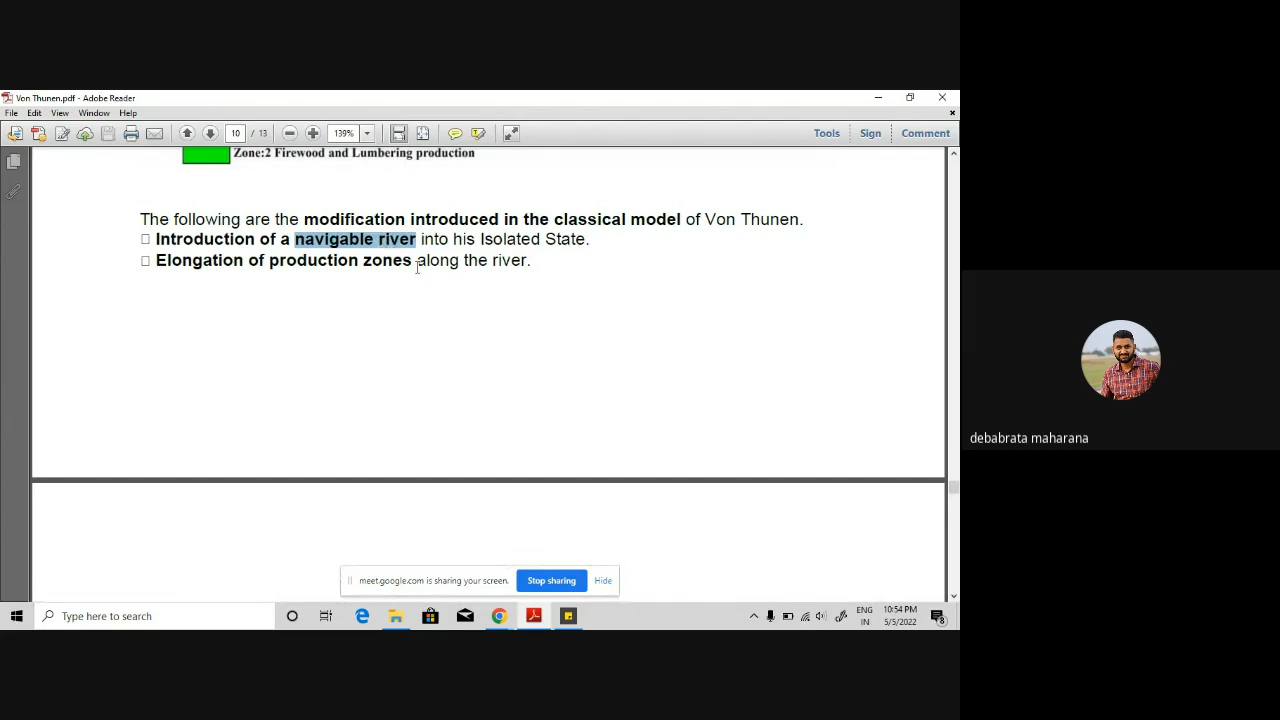 Von Thunen.pdf - Adobe Reader
File Edit View Window Help
10 / 13 139% Tools Sign Comment
Zone:2 Firewood and Lumbering production
The following are the modification introduced in the classical model of Von Thunen.
Introduction of a navigable river into his Isolated State.
Elongation of production zones along the river.
debabrata maharana
meet.google.com is sharing your screen. Stop sharing Hide
Type here to search
ENG 10:54 PM
IN 5/5/2022 8